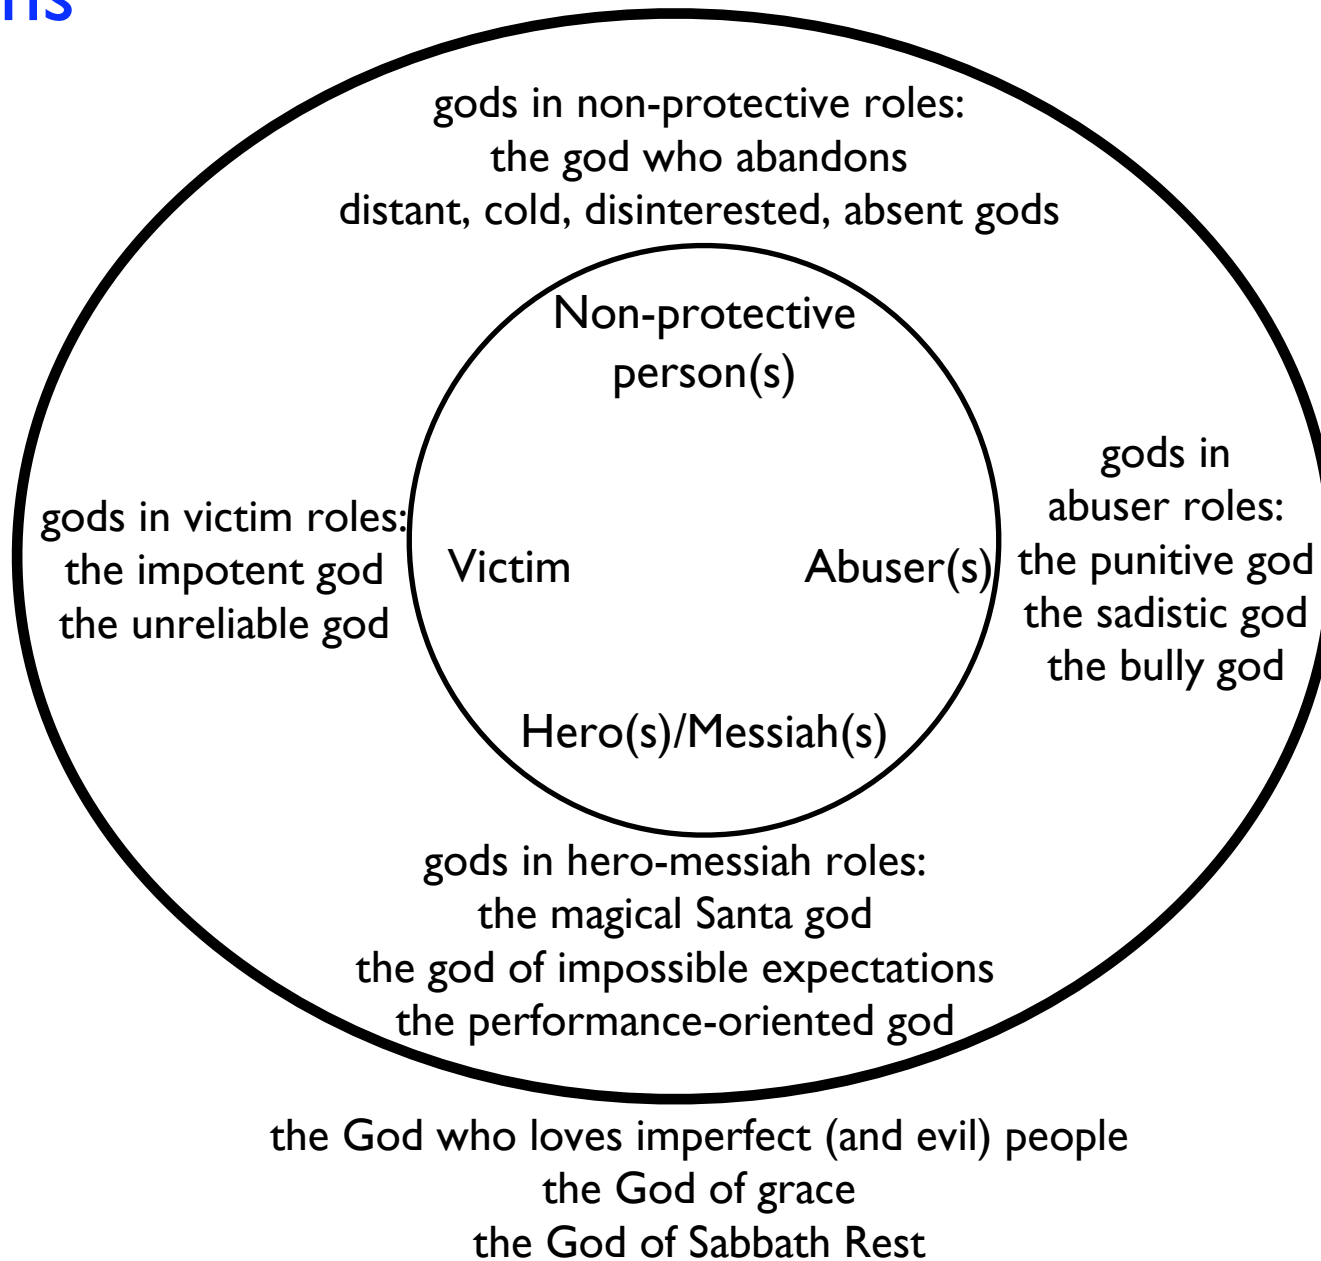 ns
gods in non-protective roles:
the god who abandons
distant, cold, disinterested, absent gods
Non-protective
person(s)
gods in victim roles:
the impotent god
the unreliable god
Victim
Abuser(s)
gods in
abuser roles:
the punitive god
the sadistic god
the bully god
Hero(s)/Messiah(s)
gods in hero-messiah roles:
the magical Santa god
the god of impossible expectations
the performance-oriented god
the God who loves imperfect (and evil) people
the God of grace
the God of Sabbath Rest